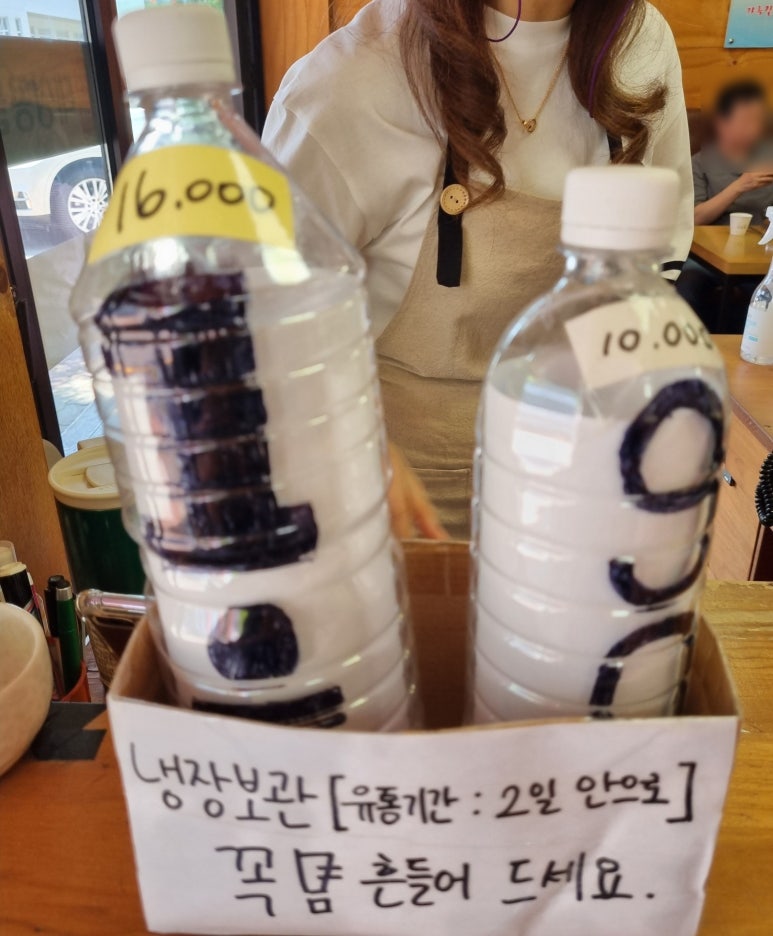 16.000
10.000
냉장보관 [유통기간 : 2일 안으로]
꼭 흔들어 드세요.